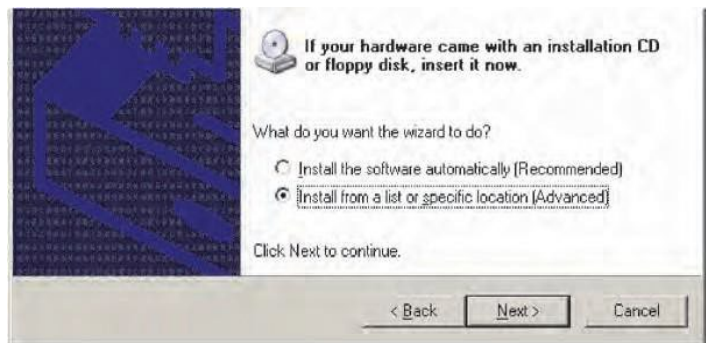 If your hardware came with an installation CD
or floppy disk, insert it now.
What do you want the wizard to do?
Install the software automatically (Recommended)
Install from a list or specific location (Advanced)
Click Next to continue.
< Back Next > Cancel